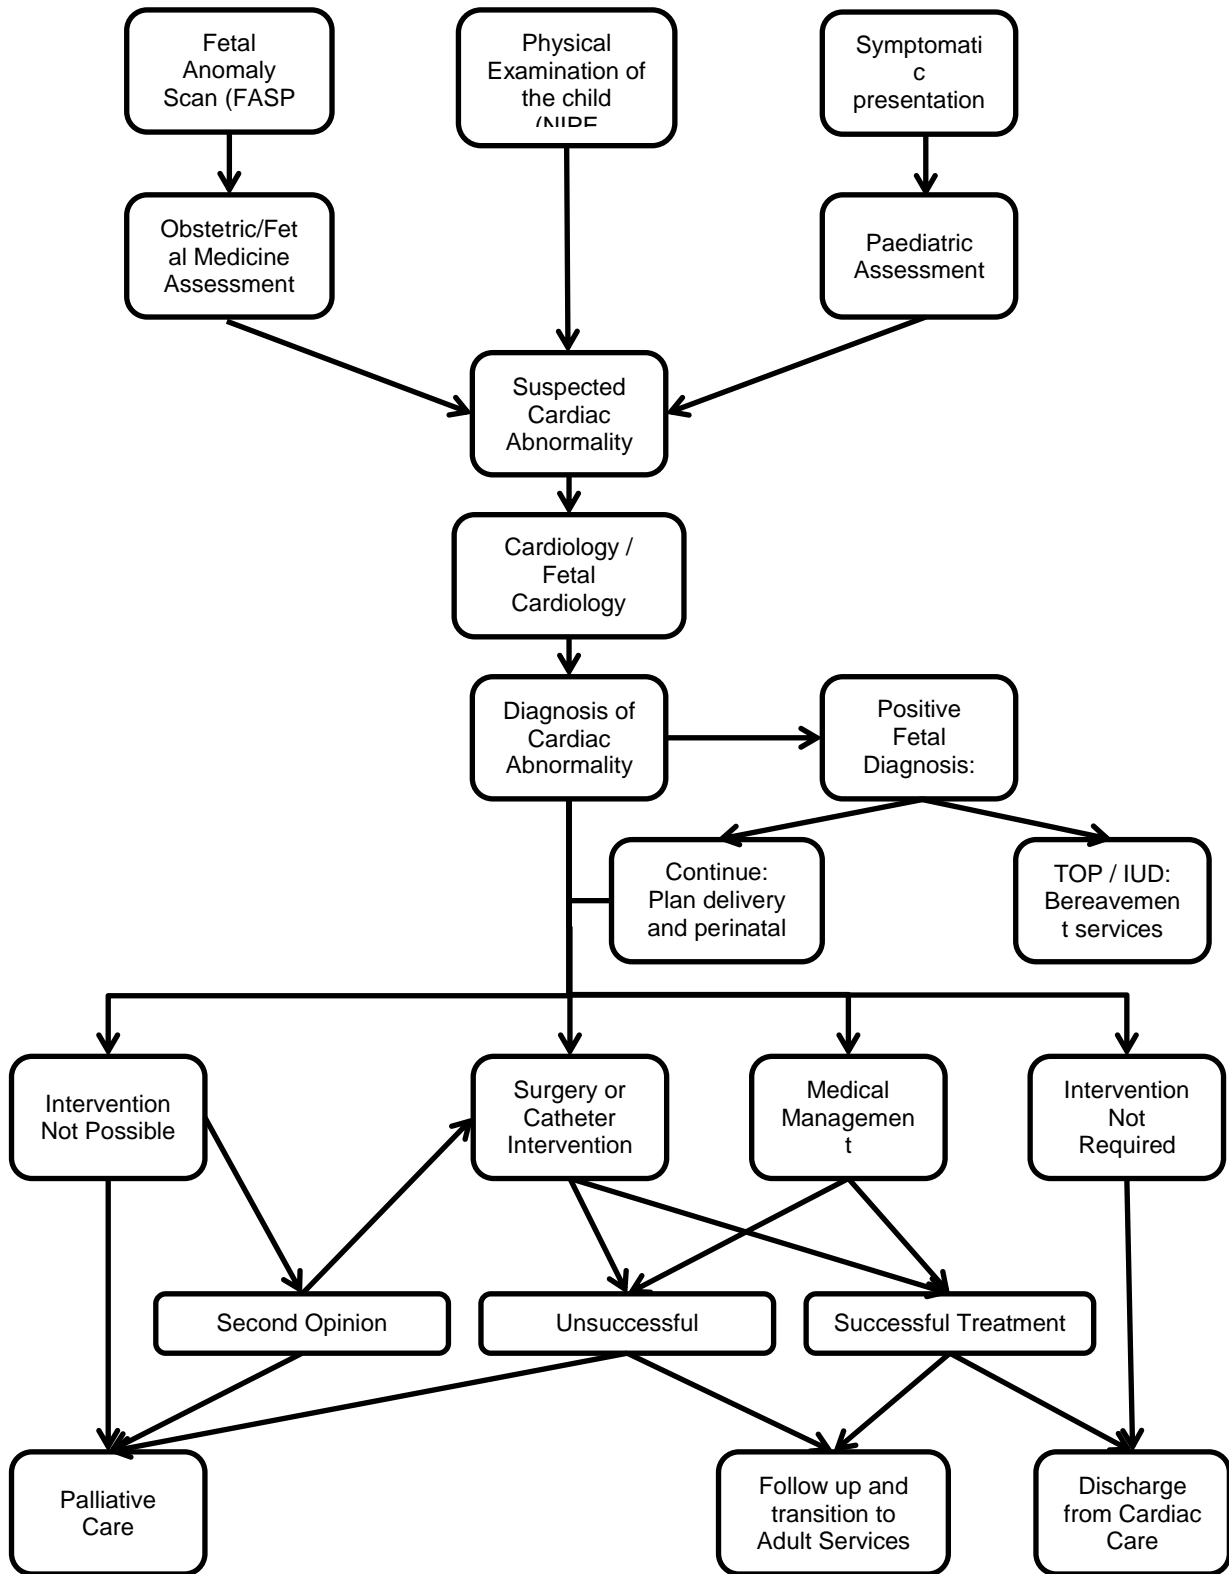 Fetal
Anomaly
Scan (FASP
Physical
Examination of
the child
(NIPE
Symptomati
c
presentation
Obstetric/Fet
al Medicine
Assessment
Paediatric
Assessment
Suspected
Cardiac
Abnormality
Cardiology /
Fetal
Cardiology
Diagnosis of
Cardiac
Abnormality
Positive
Fetal
Diagnosis:
Continue:
Plan delivery
and perinatal
TOP / IUD:
Bereavemen
t services
Intervention
Not Possible
Surgery or
Catheter
Intervention
Medical
Managemen
t
Intervention
Not
Required
Second Opinion
Unsuccessful
Successful Treatment
Palliative
Care
Follow up and
transition to
Adult Services
Discharge
from Cardiac
Care